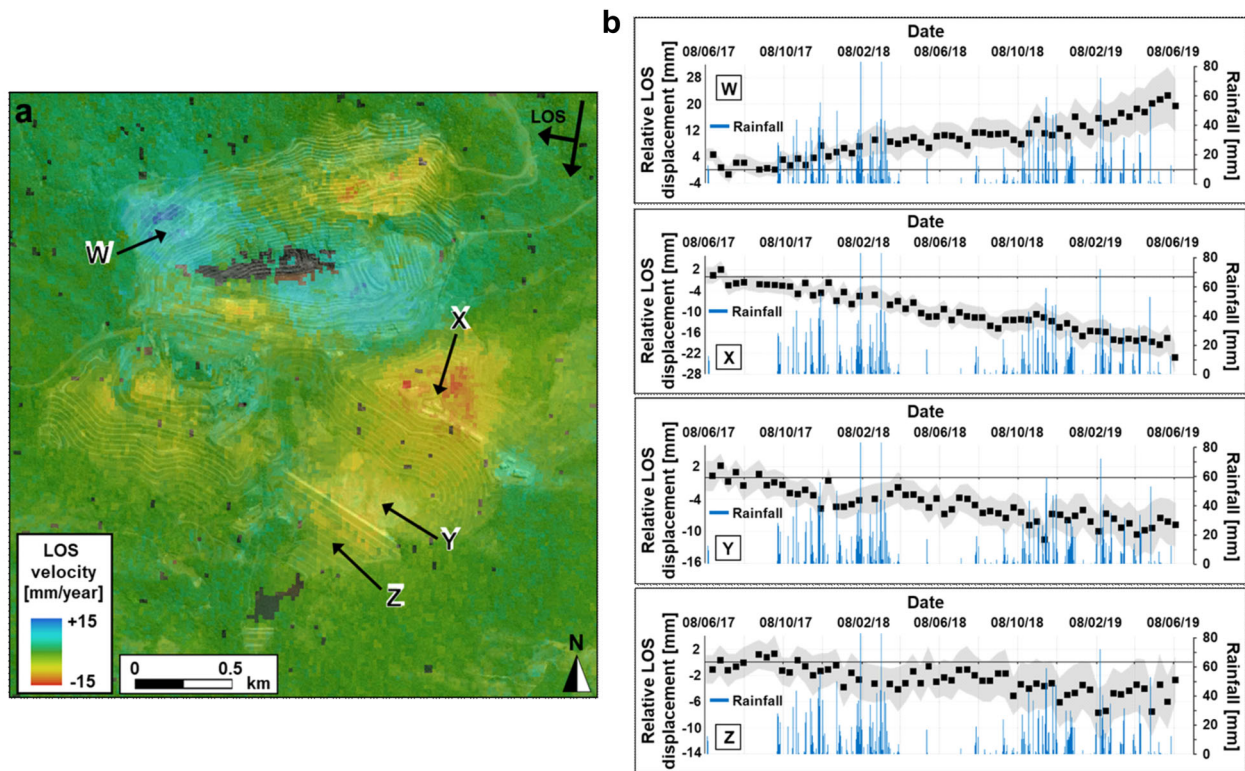 a
LOS
W
X
Y
Z
LOS
velocity
[mm/year]
+15
-15
0 0.5
km
N
b
Date
08/06/17 08/10/17 08/02/18 08/06/18 08/10/18 08/02/19 08/06/19
Relative LOS
displacement [mm]
28
20
12
4
-4
W
Rainfall
80
60
40
20
0
Rainfall [mm]
Date
08/06/17 08/10/17 08/02/18 08/06/18 08/10/18 08/02/19 08/06/19
Relative LOS
displacement [mm]
2
-4
-10
-16
-22
-28
Rainfall
X
80
60
40
20
0
Rainfall [mm]
Date
08/06/17 08/10/17 08/02/18 08/06/18 08/10/18 08/02/19 08/06/19
Relative LOS
displacement [mm]
2
-4
-10
-16
Rainfall
Y
80
60
40
20
0
Rainfall [mm]
Date
08/06/17 08/10/17 08/02/18 08/06/18 08/10/18 08/02/19 08/06/19
Relative LOS
displacement [mm]
2
-2
-6
-10
-14
Rainfall
Z
80
60
40
20
0
Rainfall [mm]